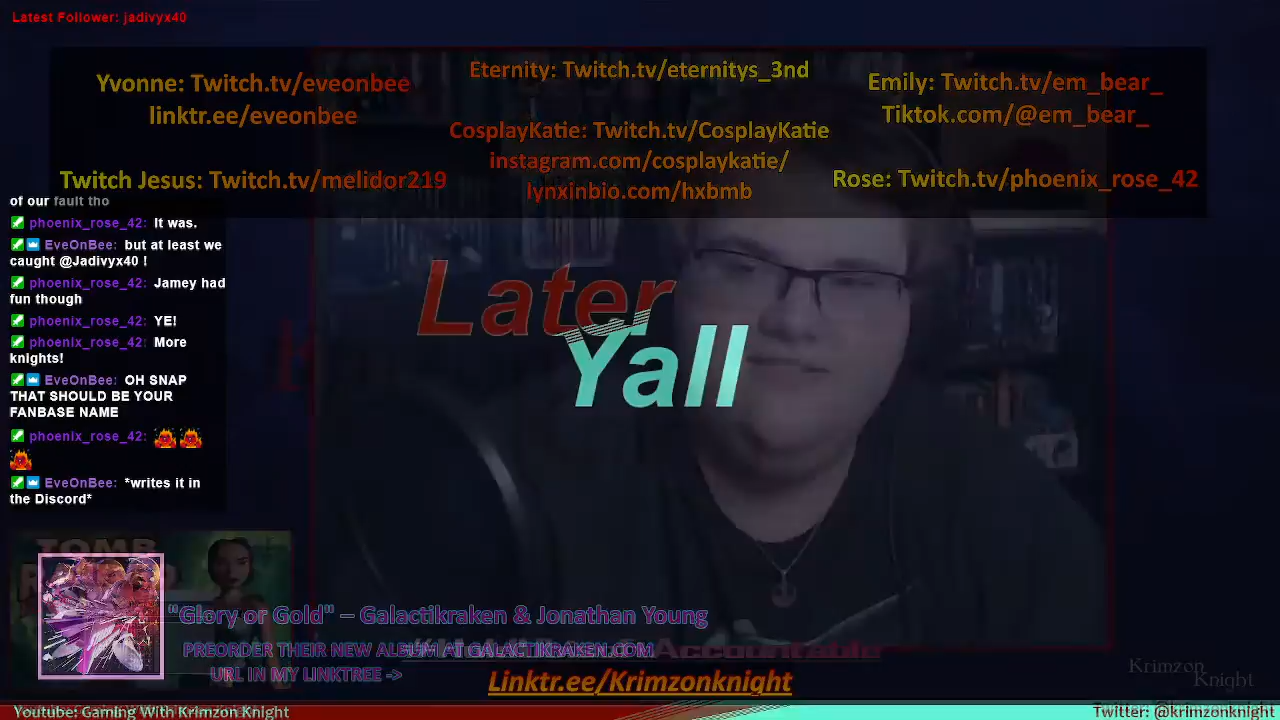 Latest Follower: jadivyx40
Yvonne: Twitch.tv/eveonbee
linktr.ee/eveonbee
Eternity: Twitch.tv/eternitys_3nd
Emily: Twitch.tv/em_bear_
Tiktok.com/@em_bear_
CosplayKatie: Twitch.tv/CosplayKatie
instagram.com/cosplaykatie/
lynxinbio.com/hxbmb
Twitch Jesus: Twitch.tv/melidor219
Rose: Twitch.tv/phoenix_rose_42
of our fault tho
phoenix_rose_42: It was.
EveOnBee: but at least we
caught @Jadivyx40 !
phoenix_rose_42: Jamey had
fun though
phoenix_rose_42: YE!
phoenix_rose_42: More
knights!
EveOnBee: OH SNAP
THAT SHOULD BE YOUR
FANBASE NAME
phoenix_rose_42:
EveOnBee: *writes it in
the Discord*
Later
Yall
TOMB
"Glory or Gold" – Galactikraken & Jonathan Young
PREORDER THEIR NEW ALBUM AT GALACTIKRAKEN.COM
URL IN MY LINKTREE ->
Linktr.ee/Krimzonknight
Krimzon
Knight
Youtube: Gaming With Krimzon Knight
Twitter: @krimzonknight